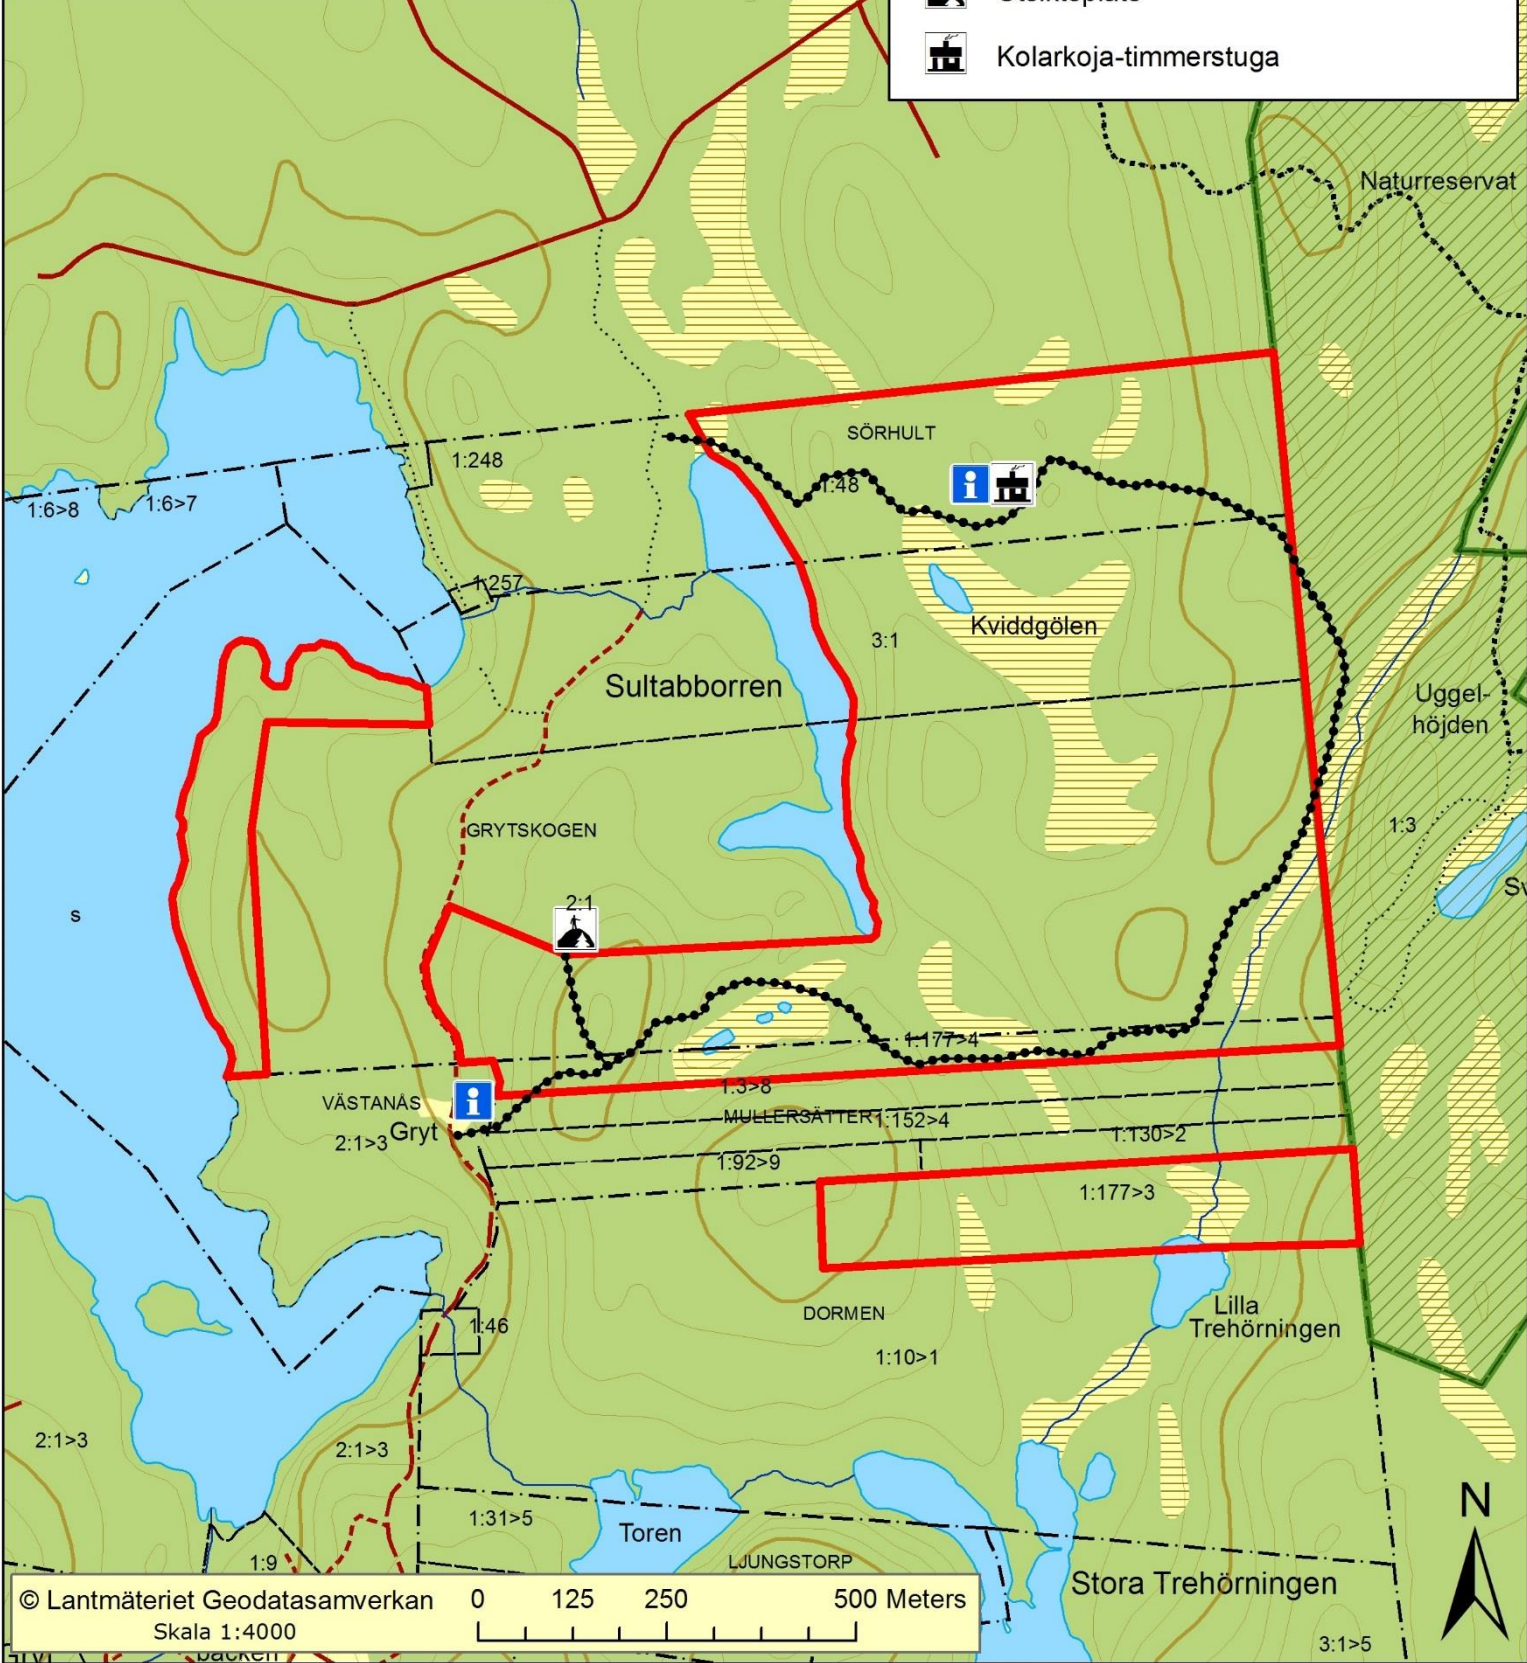 Kolarkoja-timmerstuga
Naturreservat
SÖRHULT
1:248
1:48
1:6>8
1:6>7
1:257
Kviddgölen
3:1
Sultabborren
Uggel-
höjden
GRYTSKOGEN
1:3
2:1
s
1:177>4
1:3>8
VÄSTANÅS
MULLERSÄTTER
1:152>4
Gryt
2:1>3
1:130>2
1:92>9
1:177>3
DORMEN
Lilla
Trehörningen
1:46
1:10>1
2:1>3
2:1>3
1:31>5
Toren
LJUNGSTORP
1:9
Stora Trehörningen
N
© Lantmäteriet Geodatasamverkan
Skala 1:4000
0 125 250 500 Meters
3:1>5